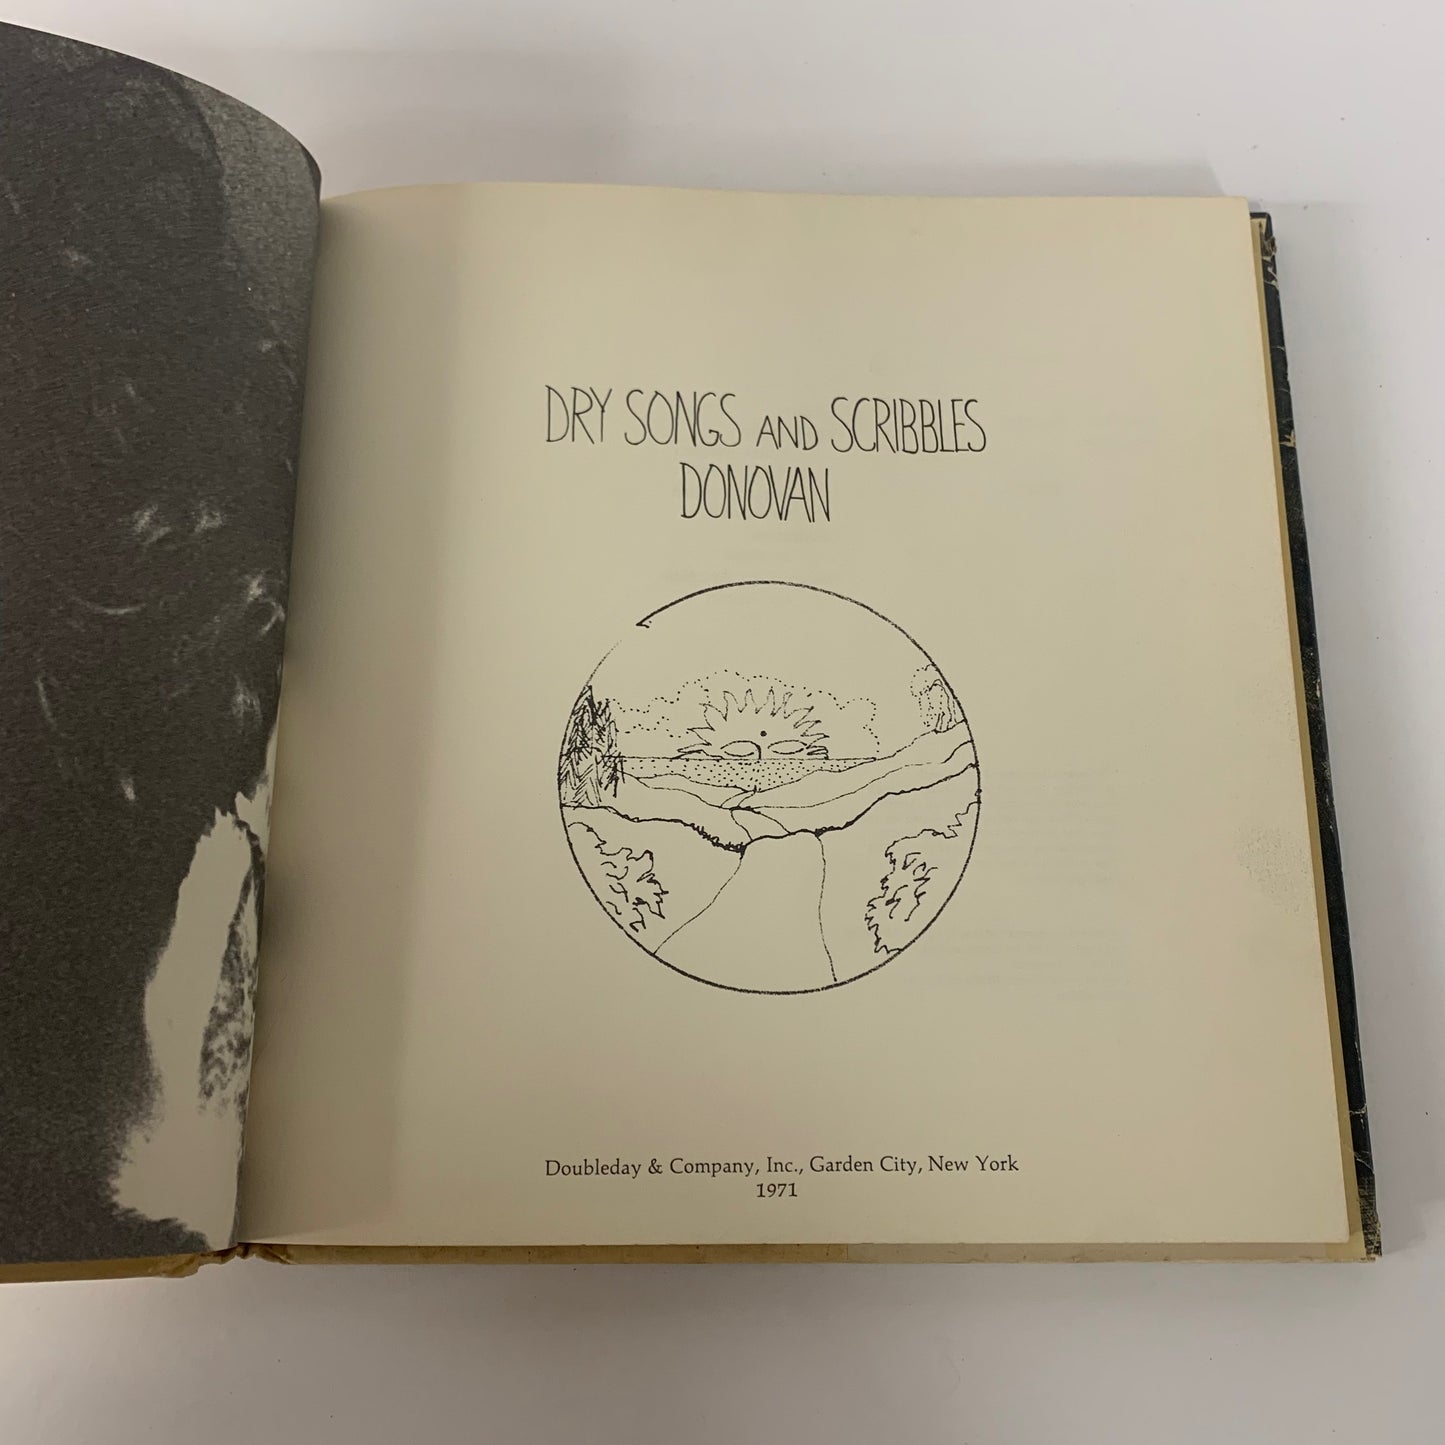 DRY SONGS AND SCRIBBLES
DONOVAN
Doubleday & Company, Inc., Garden City, New York
1971